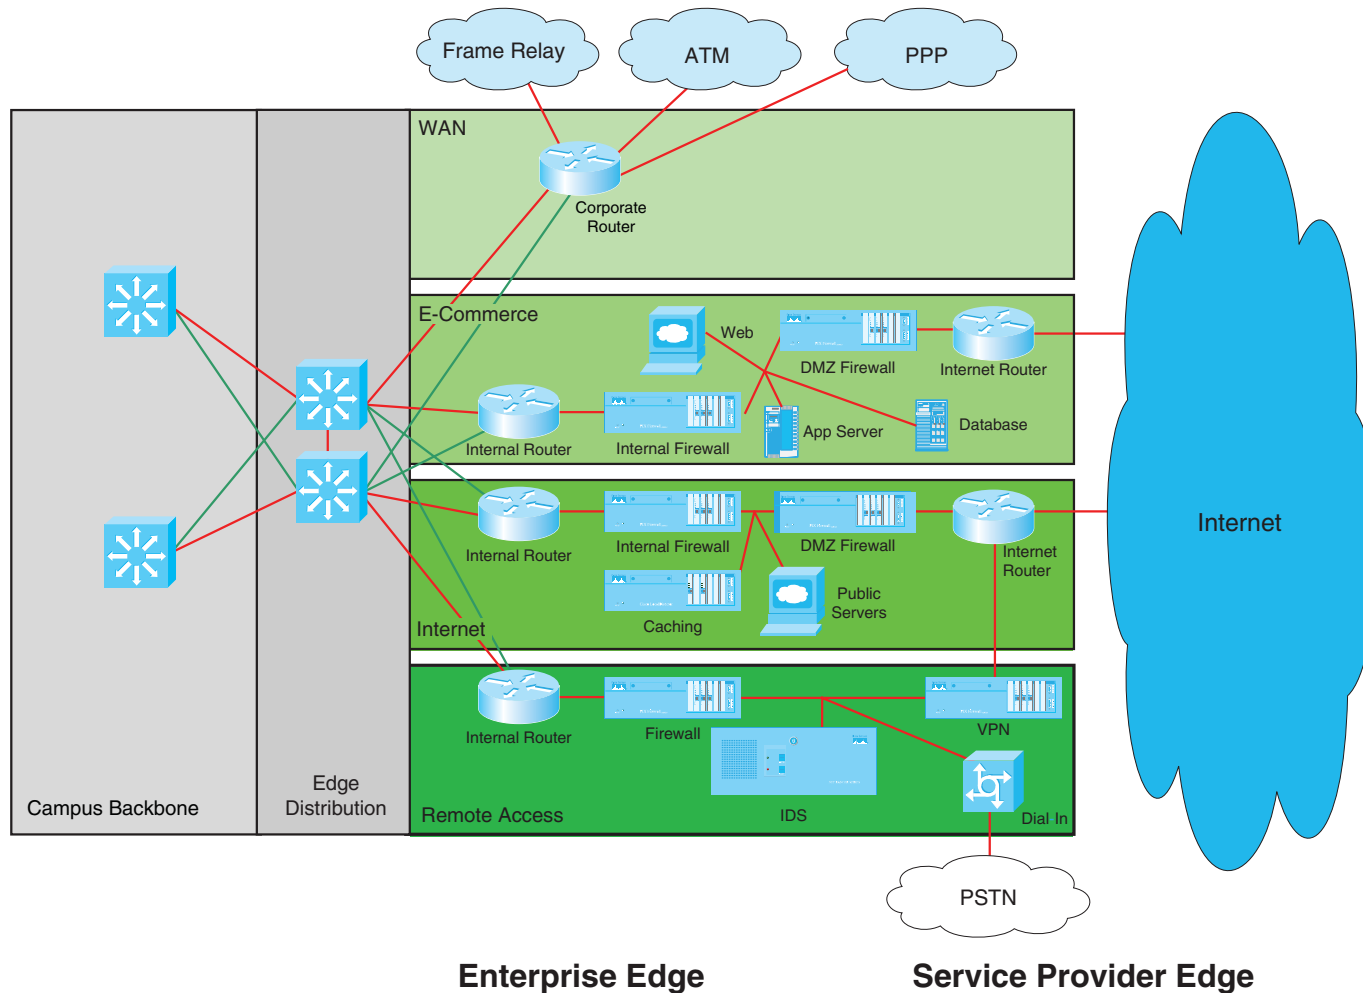 Frame Relay
ATM
PPP
WAN
Corporate
Router
E-Commerce
Web
DMZ Firewall
Internet Router
Internal Router
Internal Firewall
App Server
Database
Internal Router
Internal Firewall
DMZ Firewall
Internet
Router
Caching
Public
Servers
Internet
Internet
Internal Router
Firewall
VPN
IDS
Dial In
Remote Access
Campus Backbone
Edge
Distribution
PSTN
Enterprise Edge
Service Provider Edge